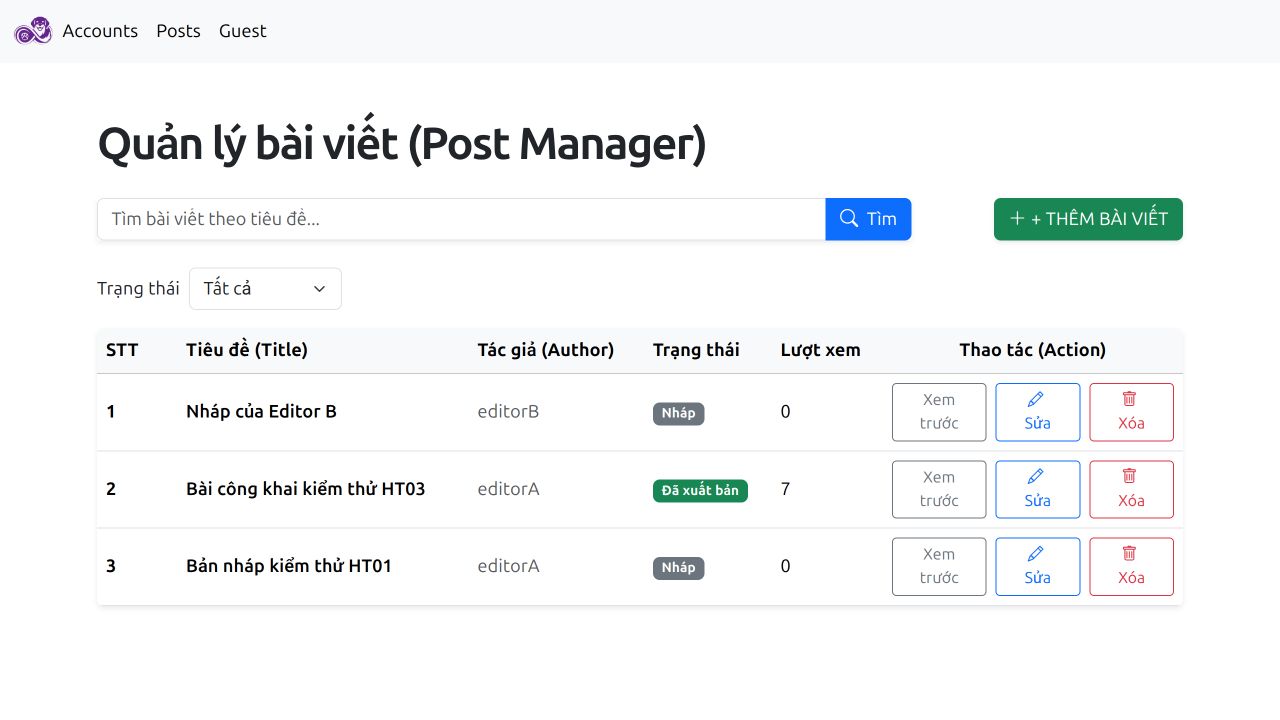 Accounts Posts Guest
Quản lý bài viết (Post Manager)
Tìm bài viết theo tiêu đề... Tìm + + THÊM BÀI VIẾT
Trạng thái Tất cả
STT Tiêu đề (Title) Tác giả (Author) Trạng thái Lượt xem Thao tác (Action)
1 Nháp của Editor B editorB Nháp 0 Xem trước Sửa Xóa
2 Bài công khai kiểm thử HT03 editorA Đã xuất bản 7 Xem trước Sửa Xóa
3 Bản nháp kiểm thử HT01 editorA Nháp 0 Xem trước Sửa Xóa